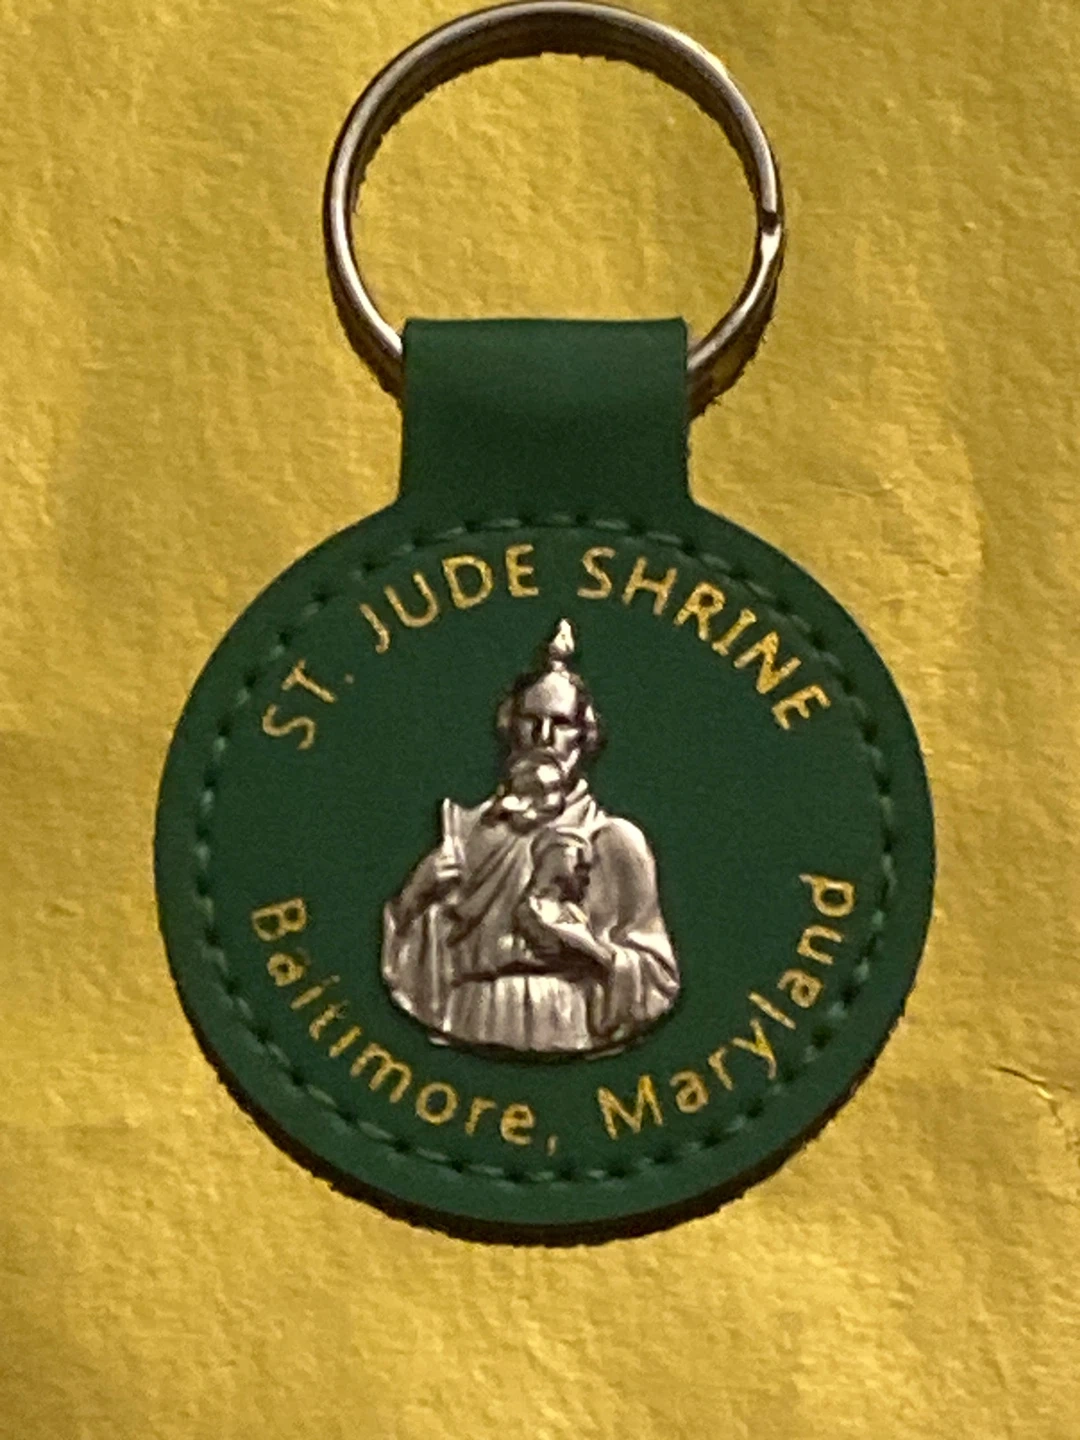 ST. JUDE SHRINE
Baltimore, Maryland